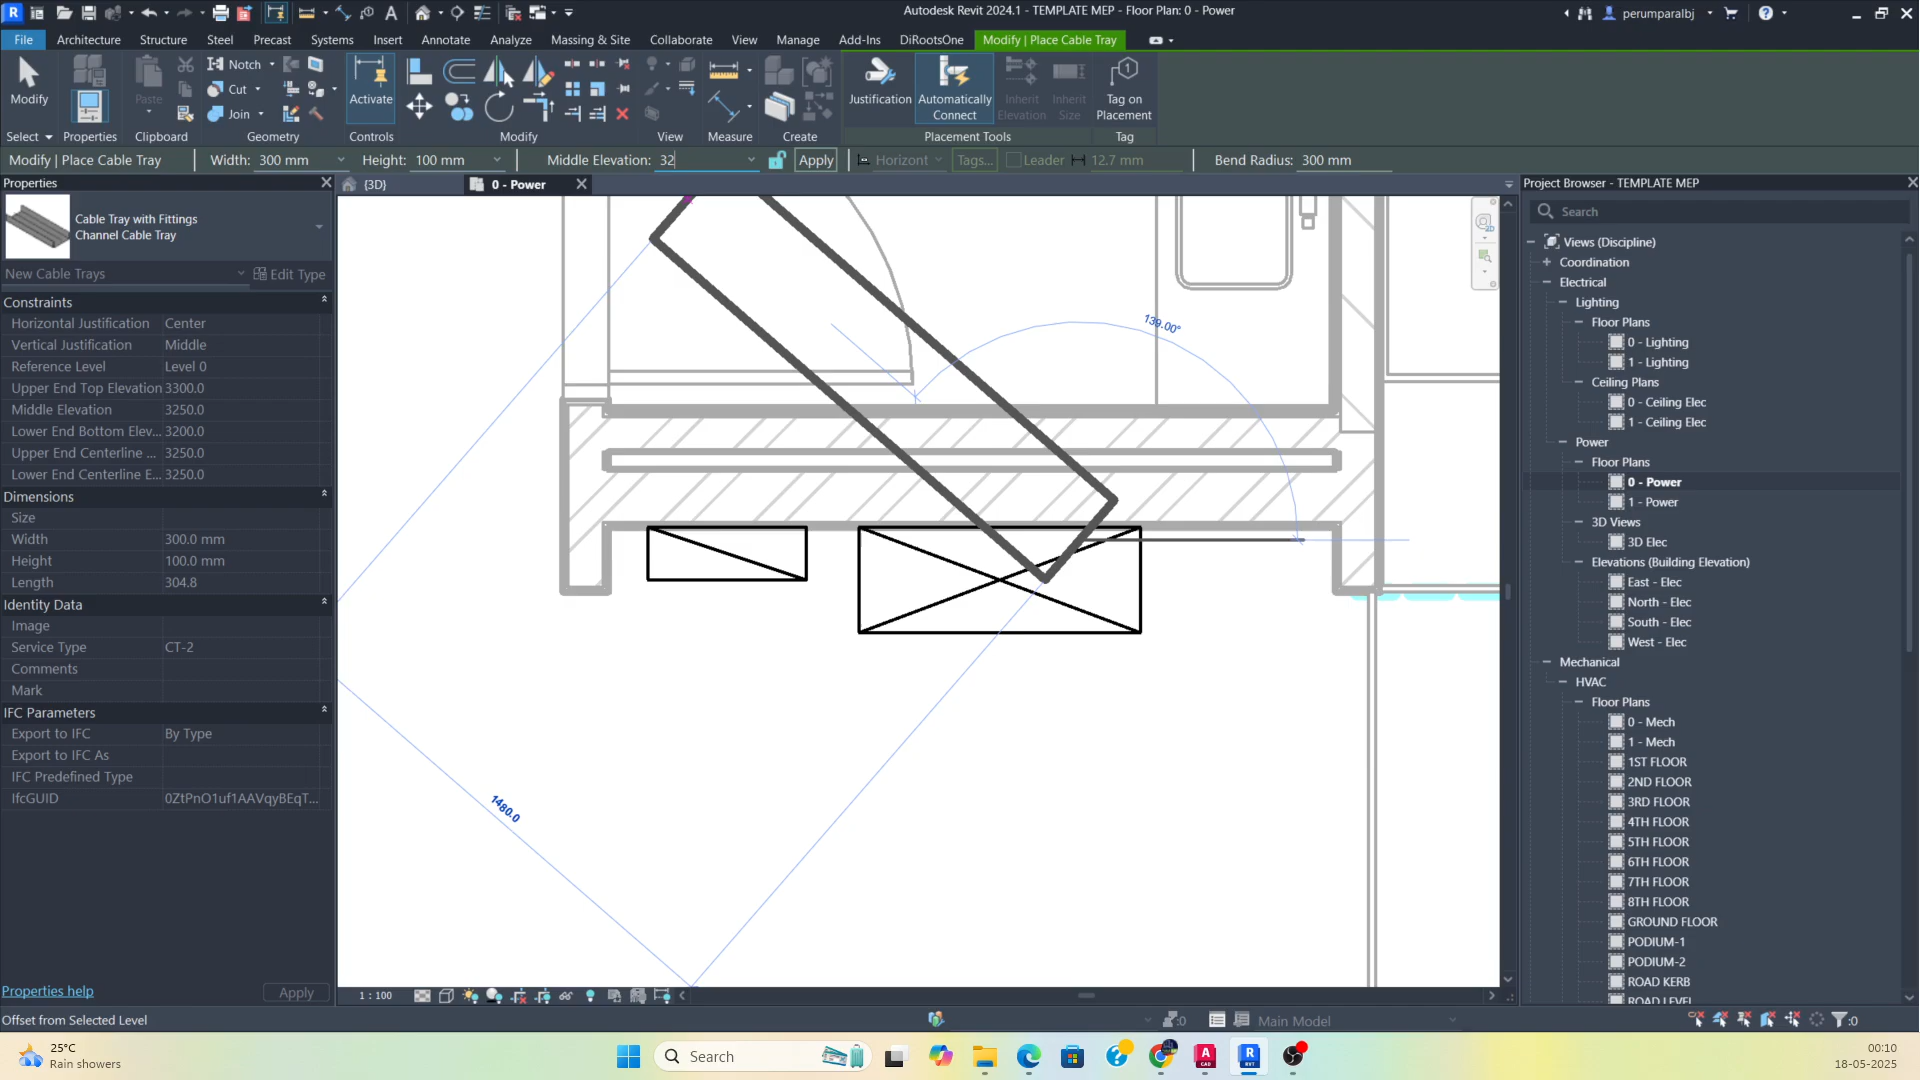 Autodesk Revit 2024.1 - TEMPLATE MEP - Floor Plan: 0 - Power
perumparalbj
File Architecture Structure Steel Precast Systems Insert Annotate Analyze Massing & Site Collaborate View Manage Add-Ins DiRootsOne Modify | Place Cable Tray
Modify
Paste
Notch
Cut
Join
Activate
Justification
Automatically Connect
Inherit Elevation
Inherit Size
Tag on Placement
Select Properties Clipboard Geometry Controls Modify View Measure Create Placement Tools Tag
Modify | Place Cable Tray Width: 300 mm Height: 100 mm Middle Elevation: 32 Apply Horizont Tags... Leader 12.7 mm Bend Radius: 300 mm
Properties
{3D}
0 - Power
Project Browser - TEMPLATE MEP
Cable Tray with Fittings
Channel Cable Tray
New Cable Trays
Edit Type
Constraints
Horizontal Justification Center
Vertical Justification Middle
Reference Level Level 0
Upper End Top Elevation 3300.0
Middle Elevation 3250.0
Lower End Bottom Elev... 3200.0
Upper End Centerline ... 3250.0
Lower End Centerline E... 3250.0
Dimensions
Size
Width 300.0 mm
Height 100.0 mm
Length 304.8
Identity Data
Image
Service Type CT-2
Comments
Mark
IFC Parameters
Export to IFC By Type
Export to IFC As
IFC Predefined Type
IfcGUID 0ZtPnO1uf1AAVqyBEqT...
Properties help
Apply
139.00°
1480.0
1 : 100
Search
Views (Discipline)
Coordination
Electrical
Lighting
Floor Plans
0 - Lighting
1 - Lighting
Ceiling Plans
0 - Ceiling Elec
1 - Ceiling Elec
Power
Floor Plans
0 - Power
1 - Power
3D Views
3D Elec
Elevations (Building Elevation)
East - Elec
North - Elec
South - Elec
West - Elec
Mechanical
HVAC
Floor Plans
0 - Mech
1 - Mech
1ST FLOOR
2ND FLOOR
3RD FLOOR
4TH FLOOR
5TH FLOOR
6TH FLOOR
7TH FLOOR
8TH FLOOR
GROUND FLOOR
PODIUM-1
PODIUM-2
ROAD KERB
ROAD LEVEL
Offset from Selected Level
:0
Main Model
:0
25°C
Rain showers
Search
00:10
18-05-2025